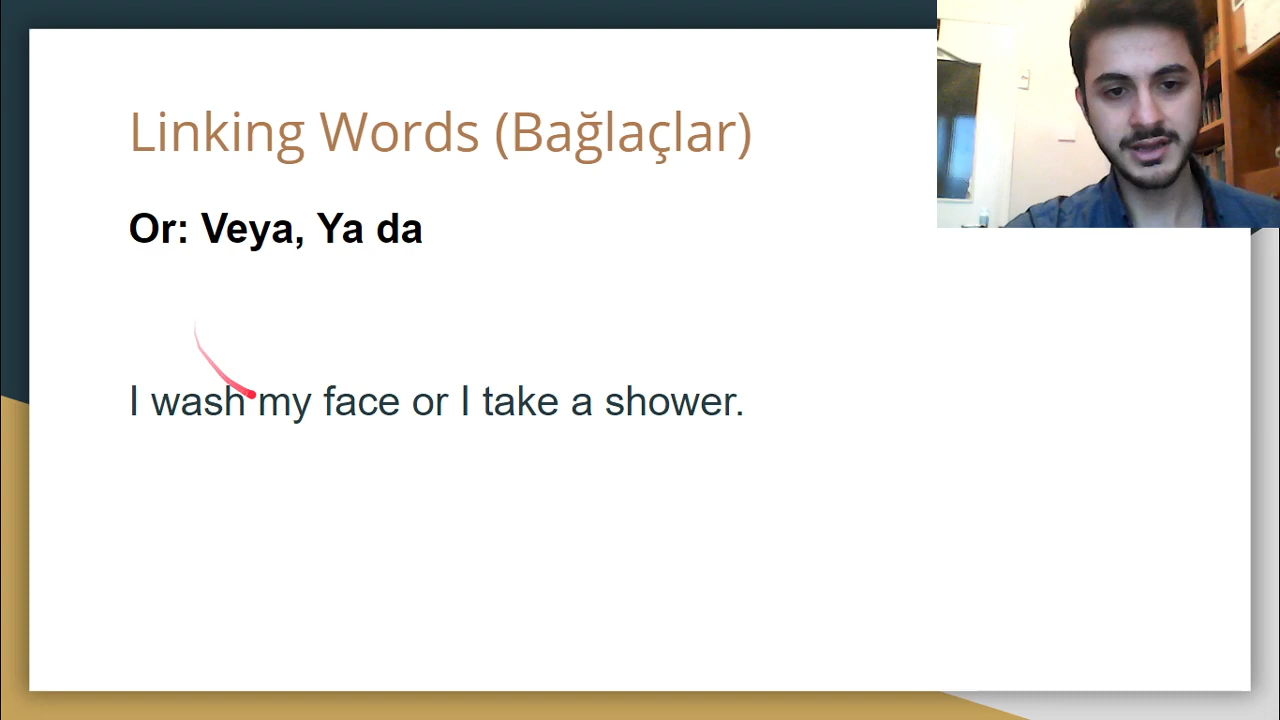 Linking Words (Bağlaçlar)
Or: Veya, Ya da
I wash my face or I take a shower.